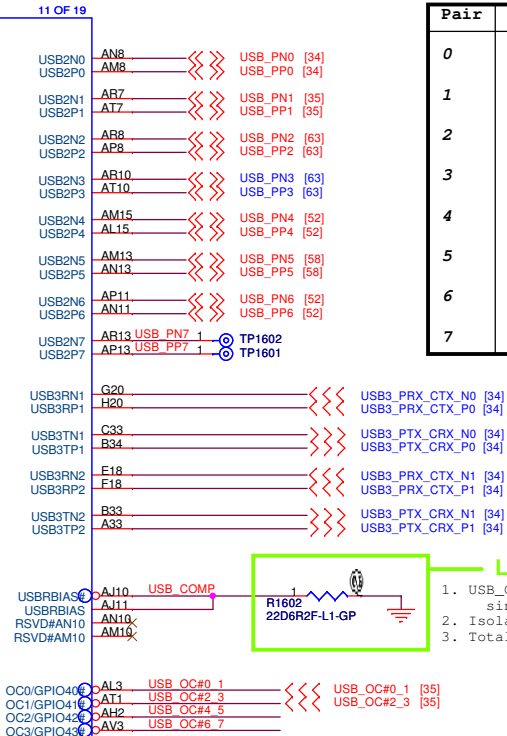 11 OF 19
Pair
0
1
2
3
4
5
6
7
USB2N0 AN8 USB_PN0 [34]
USB2P0 AM8 USB_PP0 [34]
USB2N1 AR7 USB_PN1 [35]
USB2P1 AT7 USB_PP1 [35]
USB2N2 AR8 USB_PN2 [63]
USB2P2 AP8 USB_PP2 [63]
USB2N3 AR10 USB_PN3 [63]
USB2P3 AT10 USB_PP3 [63]
USB2N4 AM15 USB_PN4 [52]
USB2P4 AL15 USB_PP4 [52]
USB2N5 AM13 USB_PN5 [58]
USB2P5 AN13 USB_PP5 [58]
USB2N6 AP11 USB_PN6 [52]
USB2P6 AN11 USB_PP6 [52]
USB2N7 AR13 USB_PN7 1 TP1602
USB2P7 AP13 USB_PP7 1 TP1601
USB3RN1 G20 USB3_PRX_CTX_N0 [34]
USB3RP1 H20 USB3_PRX_CTX_P0 [34]
USB3TN1 C33 USB3_PTX_CRX_N0 [34]
USB3TP1 B34 USB3_PTX_CRX_P0 [34]
USB3RN2 E18 USB3_PRX_CTX_N1 [34]
USB3RP2 F18 USB3_PRX_CTX_P1 [34]
USB3TN2 B33 USB3_PTX_CRX_N1 [34]
USB3TP2 A33 USB3_PTX_CRX_P1 [34]
USBRBIAS# AJ10 USB_COMP 1
USBRBIAS AJ11 R1602
RSVD#AN10 AN10 22D6R2F-L1-GP
RSVD#AM10 AM10
1. USB_
2. Isola
3. Total
OC0/GPIO40# AL3 USB_OC#0_1 USB_OC#0_1 [35]
OC1/GPIO41# AT1 USB_OC#2_3 USB_OC#2_3 [35]
OC2/GPIO42# AH2 USB_OC#4_5
OC3/GPIO43# AV3 USB_OC#6_7